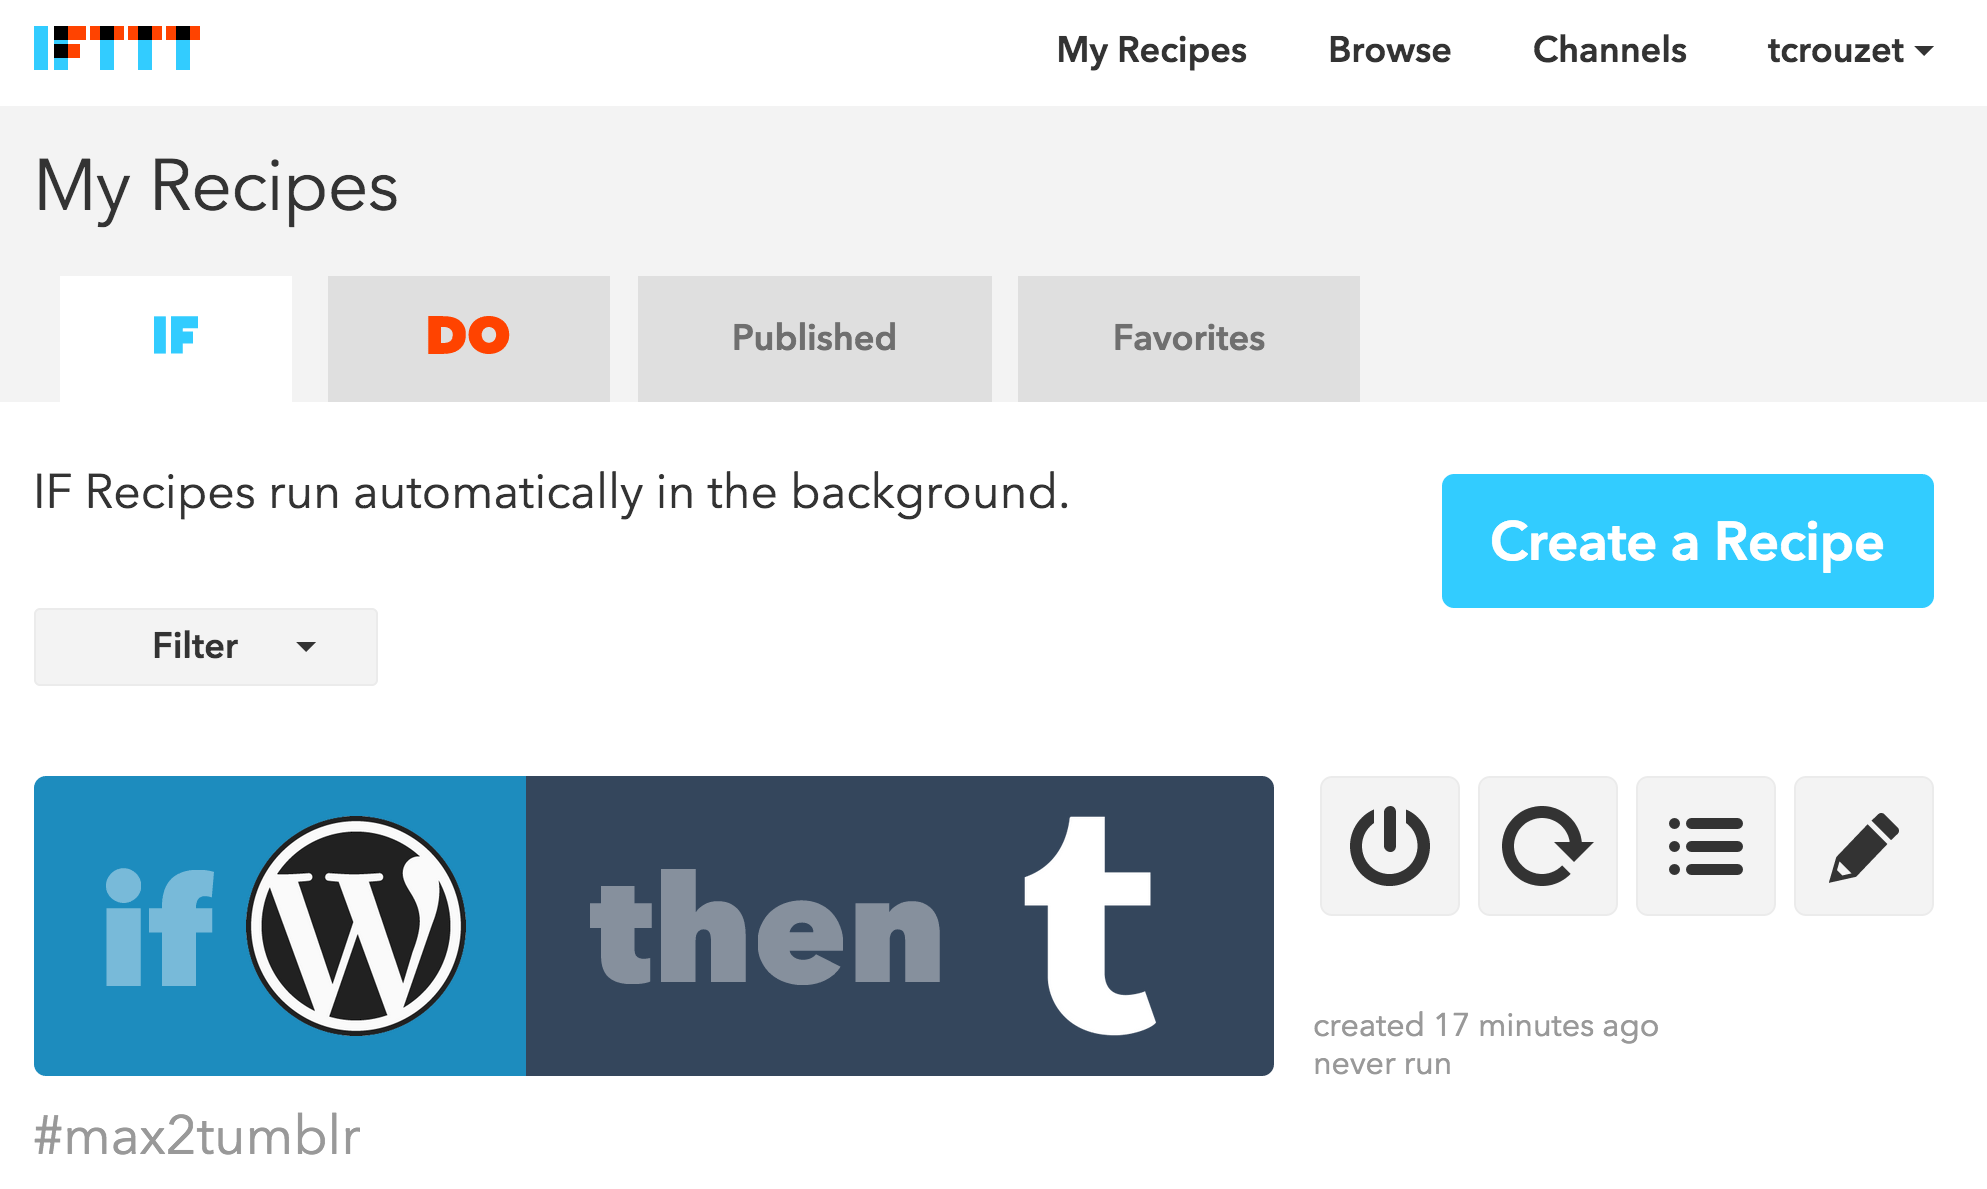 IFTTT
My Recipes Browse Channels tcrouzet
My Recipes
IF DO Published Favorites
IF Recipes run automatically in the background.
Create a Recipe
Filter
if W then t
created 17 minutes ago
never run
#max2tumblr